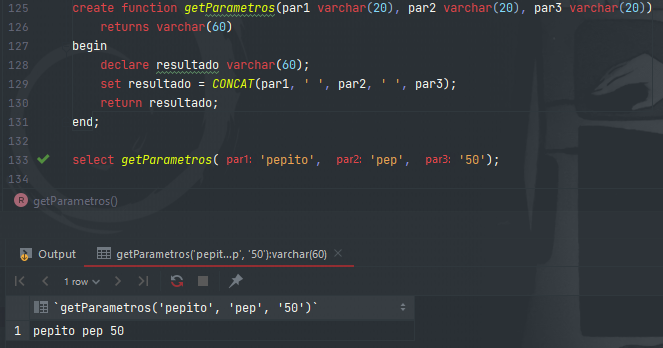 125 create function getParametros(par1 varchar(20), par2 varchar(20), par3 varchar(20))
126 returns varchar(60)
127 begin
128 declare resultado varchar(60);
129 set resultado = CONCAT(par1, ' ', par2, ' ', par3);
130 return resultado;
131 end;
132
133 select getParametros( par1: 'pepito', par2: 'pep', par3: '50');
134
R getParametros()
Output getParametros('pepit...p', '50'):varchar(60)
1 row
`getParametros('pepito', 'pep', '50')`
1 pepito pep 50